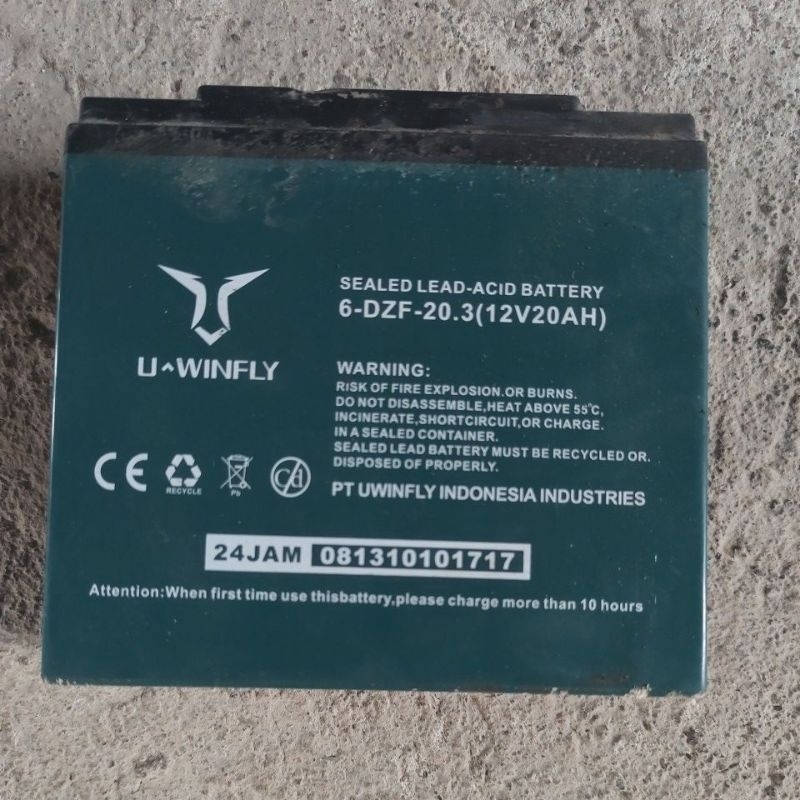 SEALED LEAD-ACID BATTERY
6-DZF-20.3(12V20AH)
U^WINFLY
WARNING:
RISK OF FIRE EXPLOSION.OR BURNS.
DO NOT DISASSEMBLE,HEAT ABOVE 55℃,
INCINERATE,SHORTCIRCUIT,OR CHARGE.
IN A SEALED CONTAINER.
SEALED LEAD BATTERY MUST BE RECYCLED OR.
DISPOSED OF PROPERLY.
CE
RECYCLE
Pb
cd
PT UWINFLY INDONESIA INDUSTRIES
24JAM 081310101717
Attention:When first time use thisbattery,please charge more than 10 hours